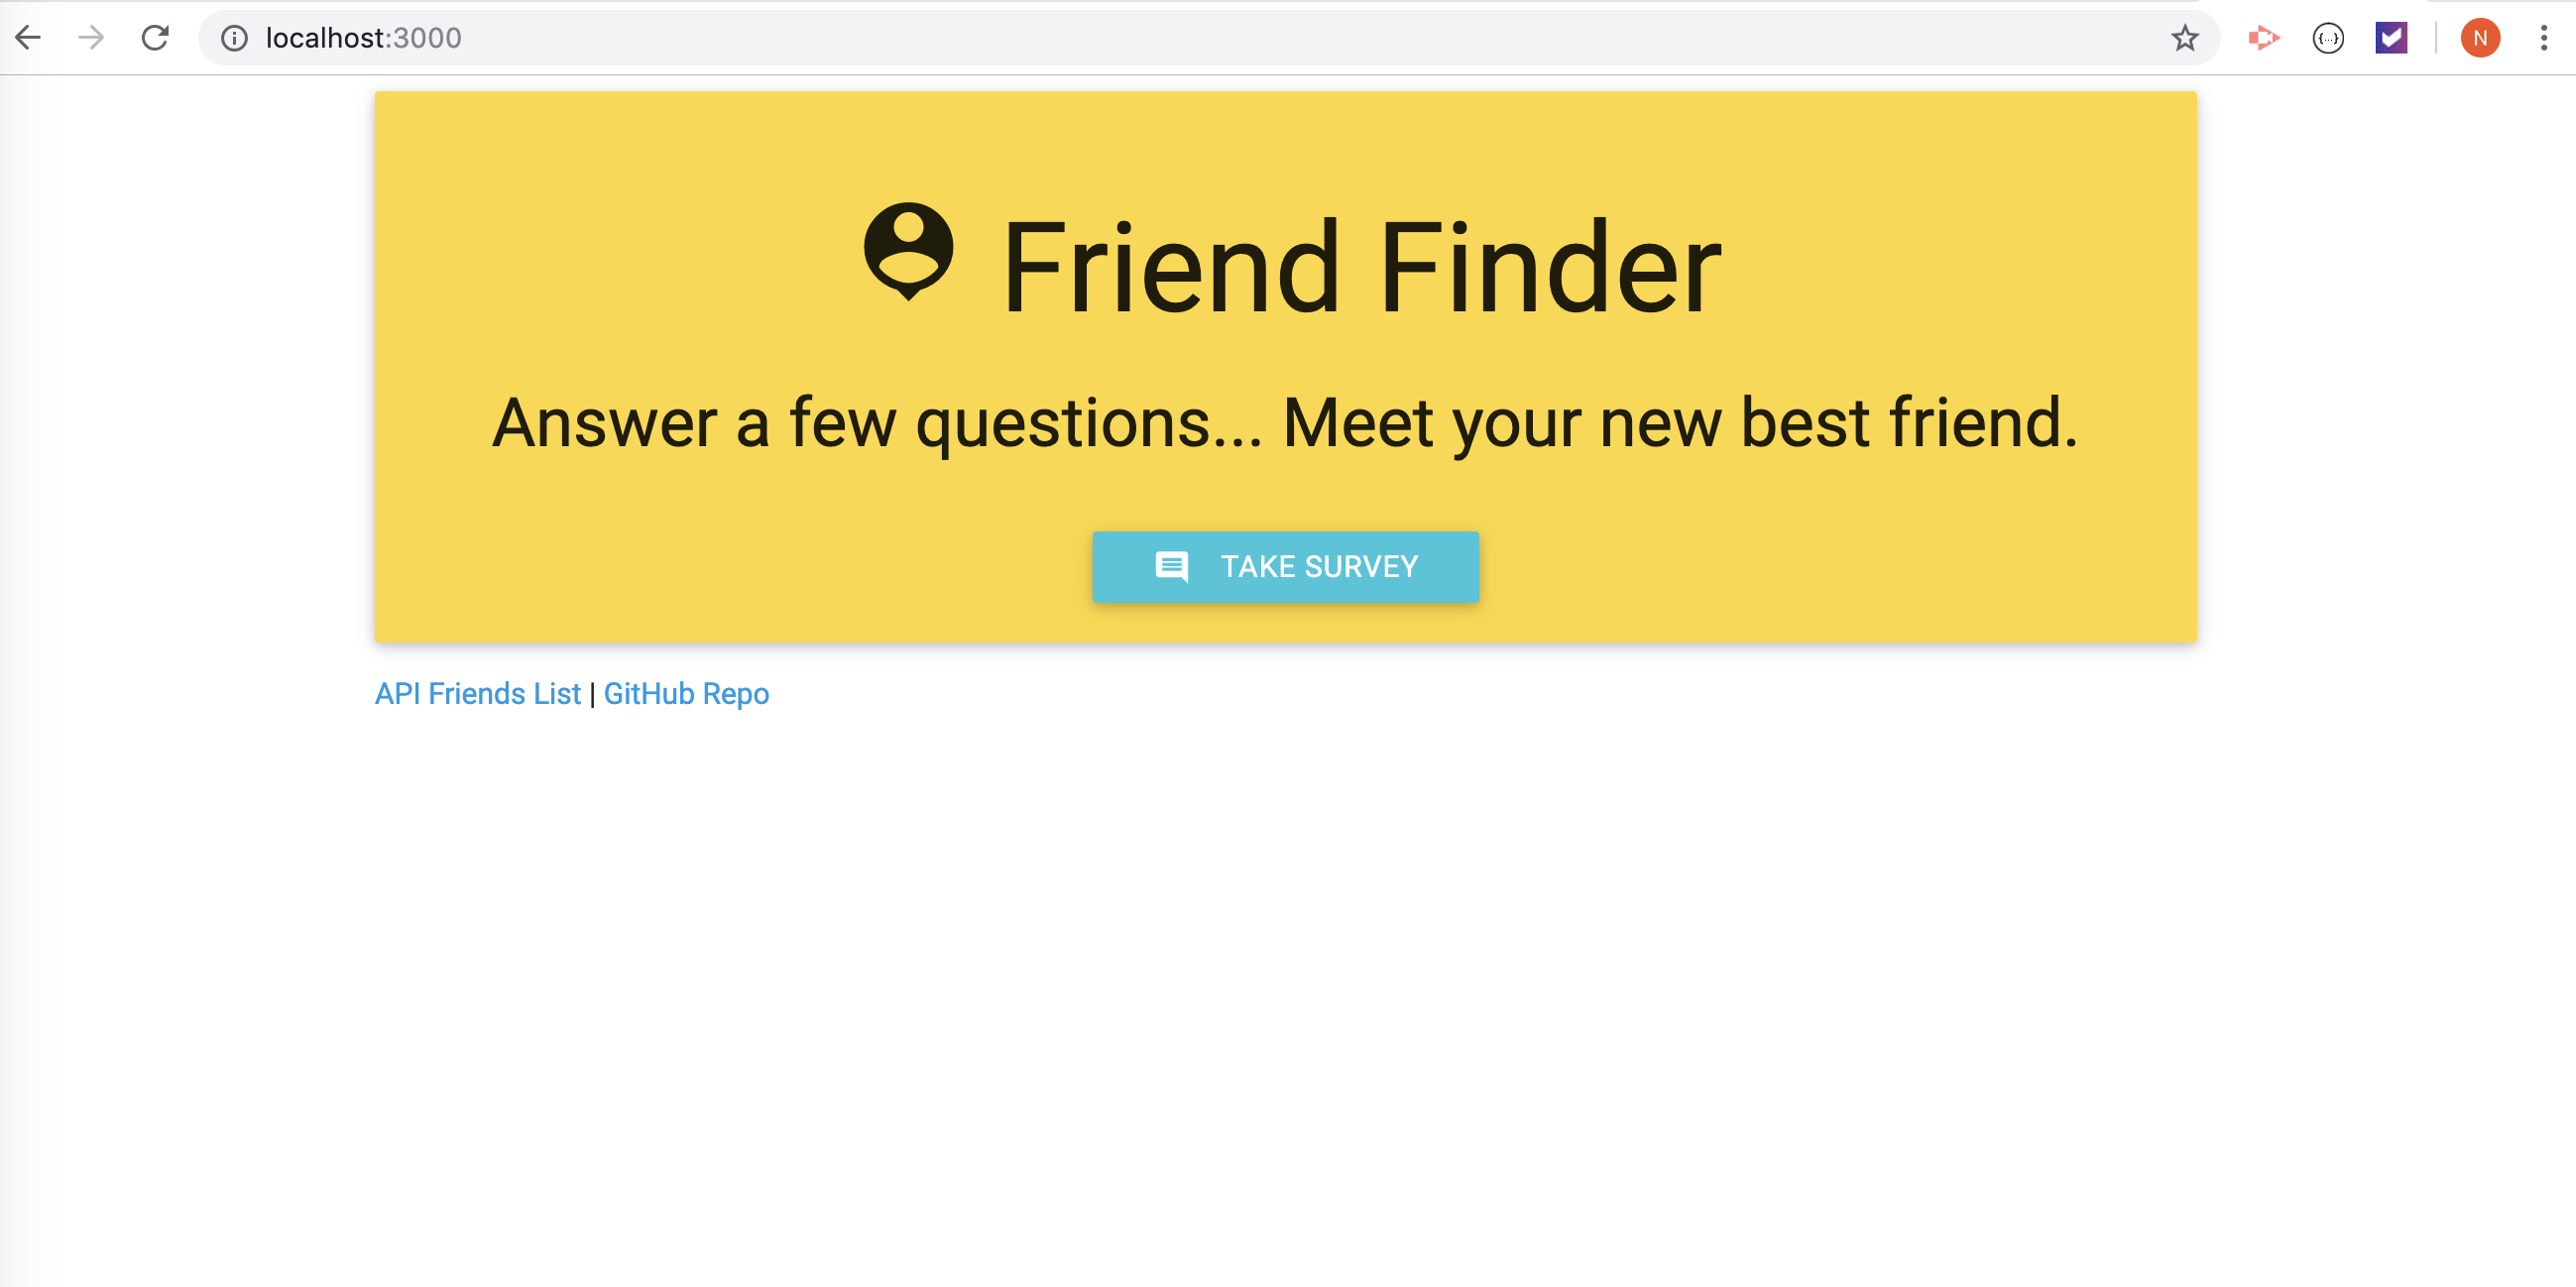 localhost:3000
{...}
N
Friend Finder
Answer a few questions... Meet your new best friend.
TAKE SURVEY
API Friends List | GitHub Repo